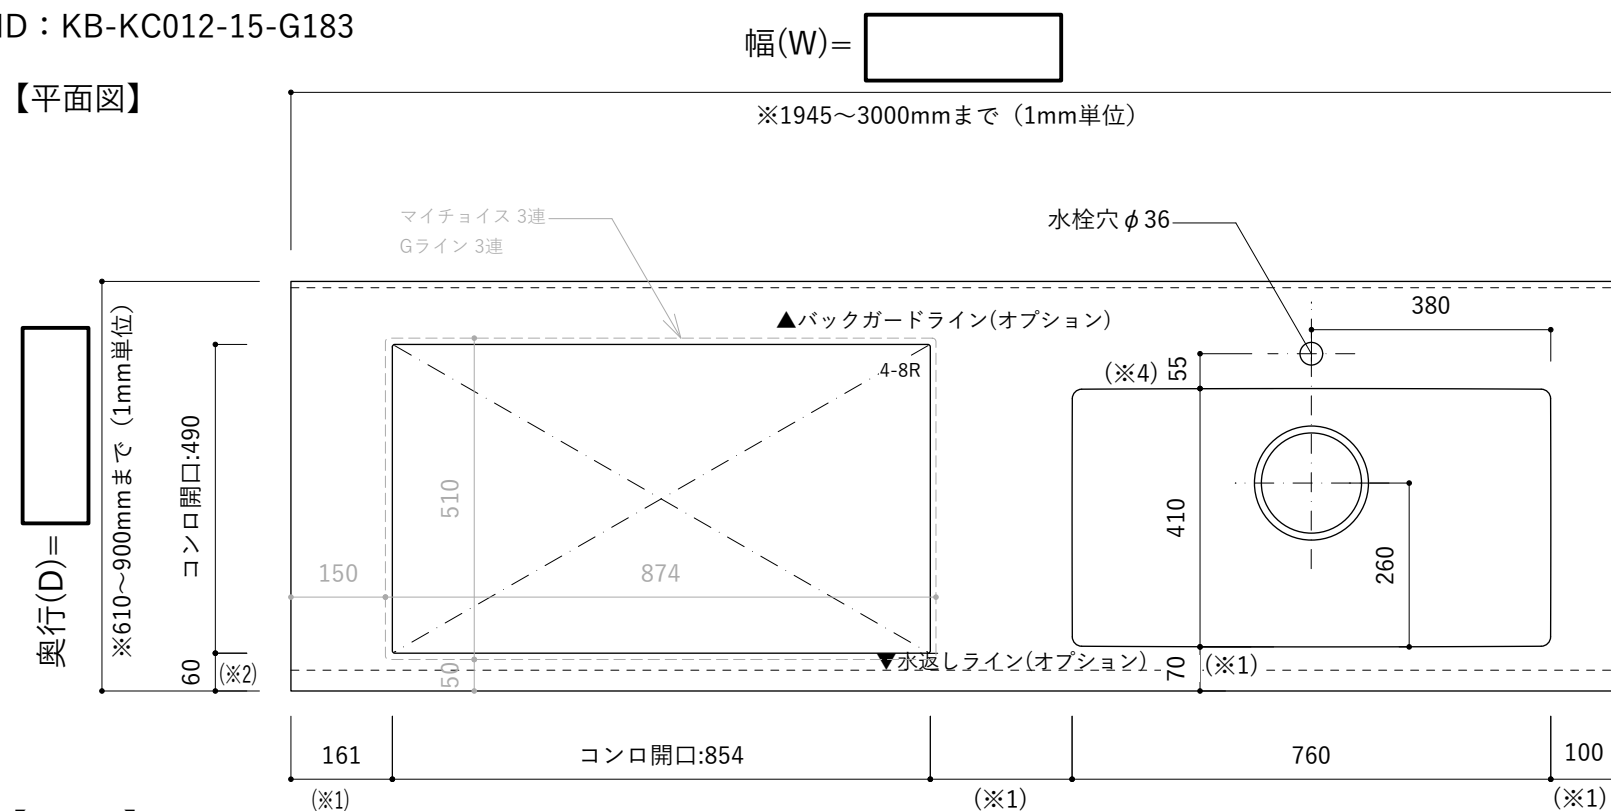 ID：KB-KC012-15-G183
幅(W)=
【平面図】
※1945～3000mmまで（1mm単位）
マイチョイス 3連
Gライン 3連
水栓穴φ36
380
▲バックガードライン(オプション)
4-8R
(※4)
55
奥行(D)=
※610～900mmまで（1mm単位）
コンロ開口:490
510
410
260
150
874
60
(※2)
50
▼水返しライン(オプション)
70
(※1)
161
コンロ開口:854
760
100
(※1)
(※1)
(※1)